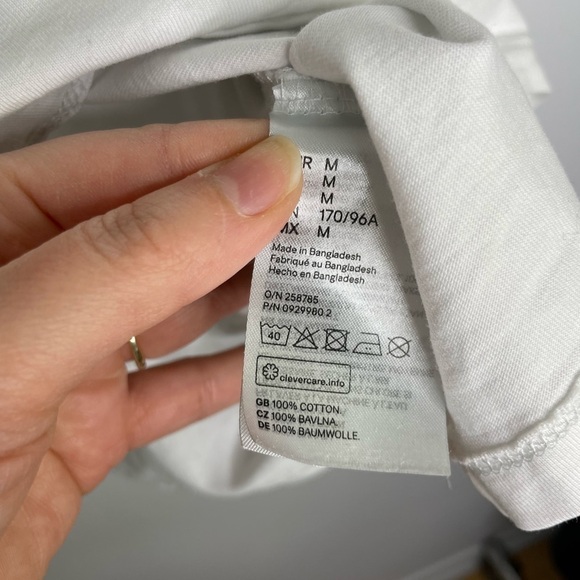 R M
M
M
N 170/96A
MX M
Made in Bangladesh
Fabriqué au Bangladesh
Hecho en Bangladesh
O/N 258785
P/N 0929980 2
40
clevercare.info
GB 100% COTTON.
CZ 100% BAVLNA.
DE 100% BAUMWOLLE.